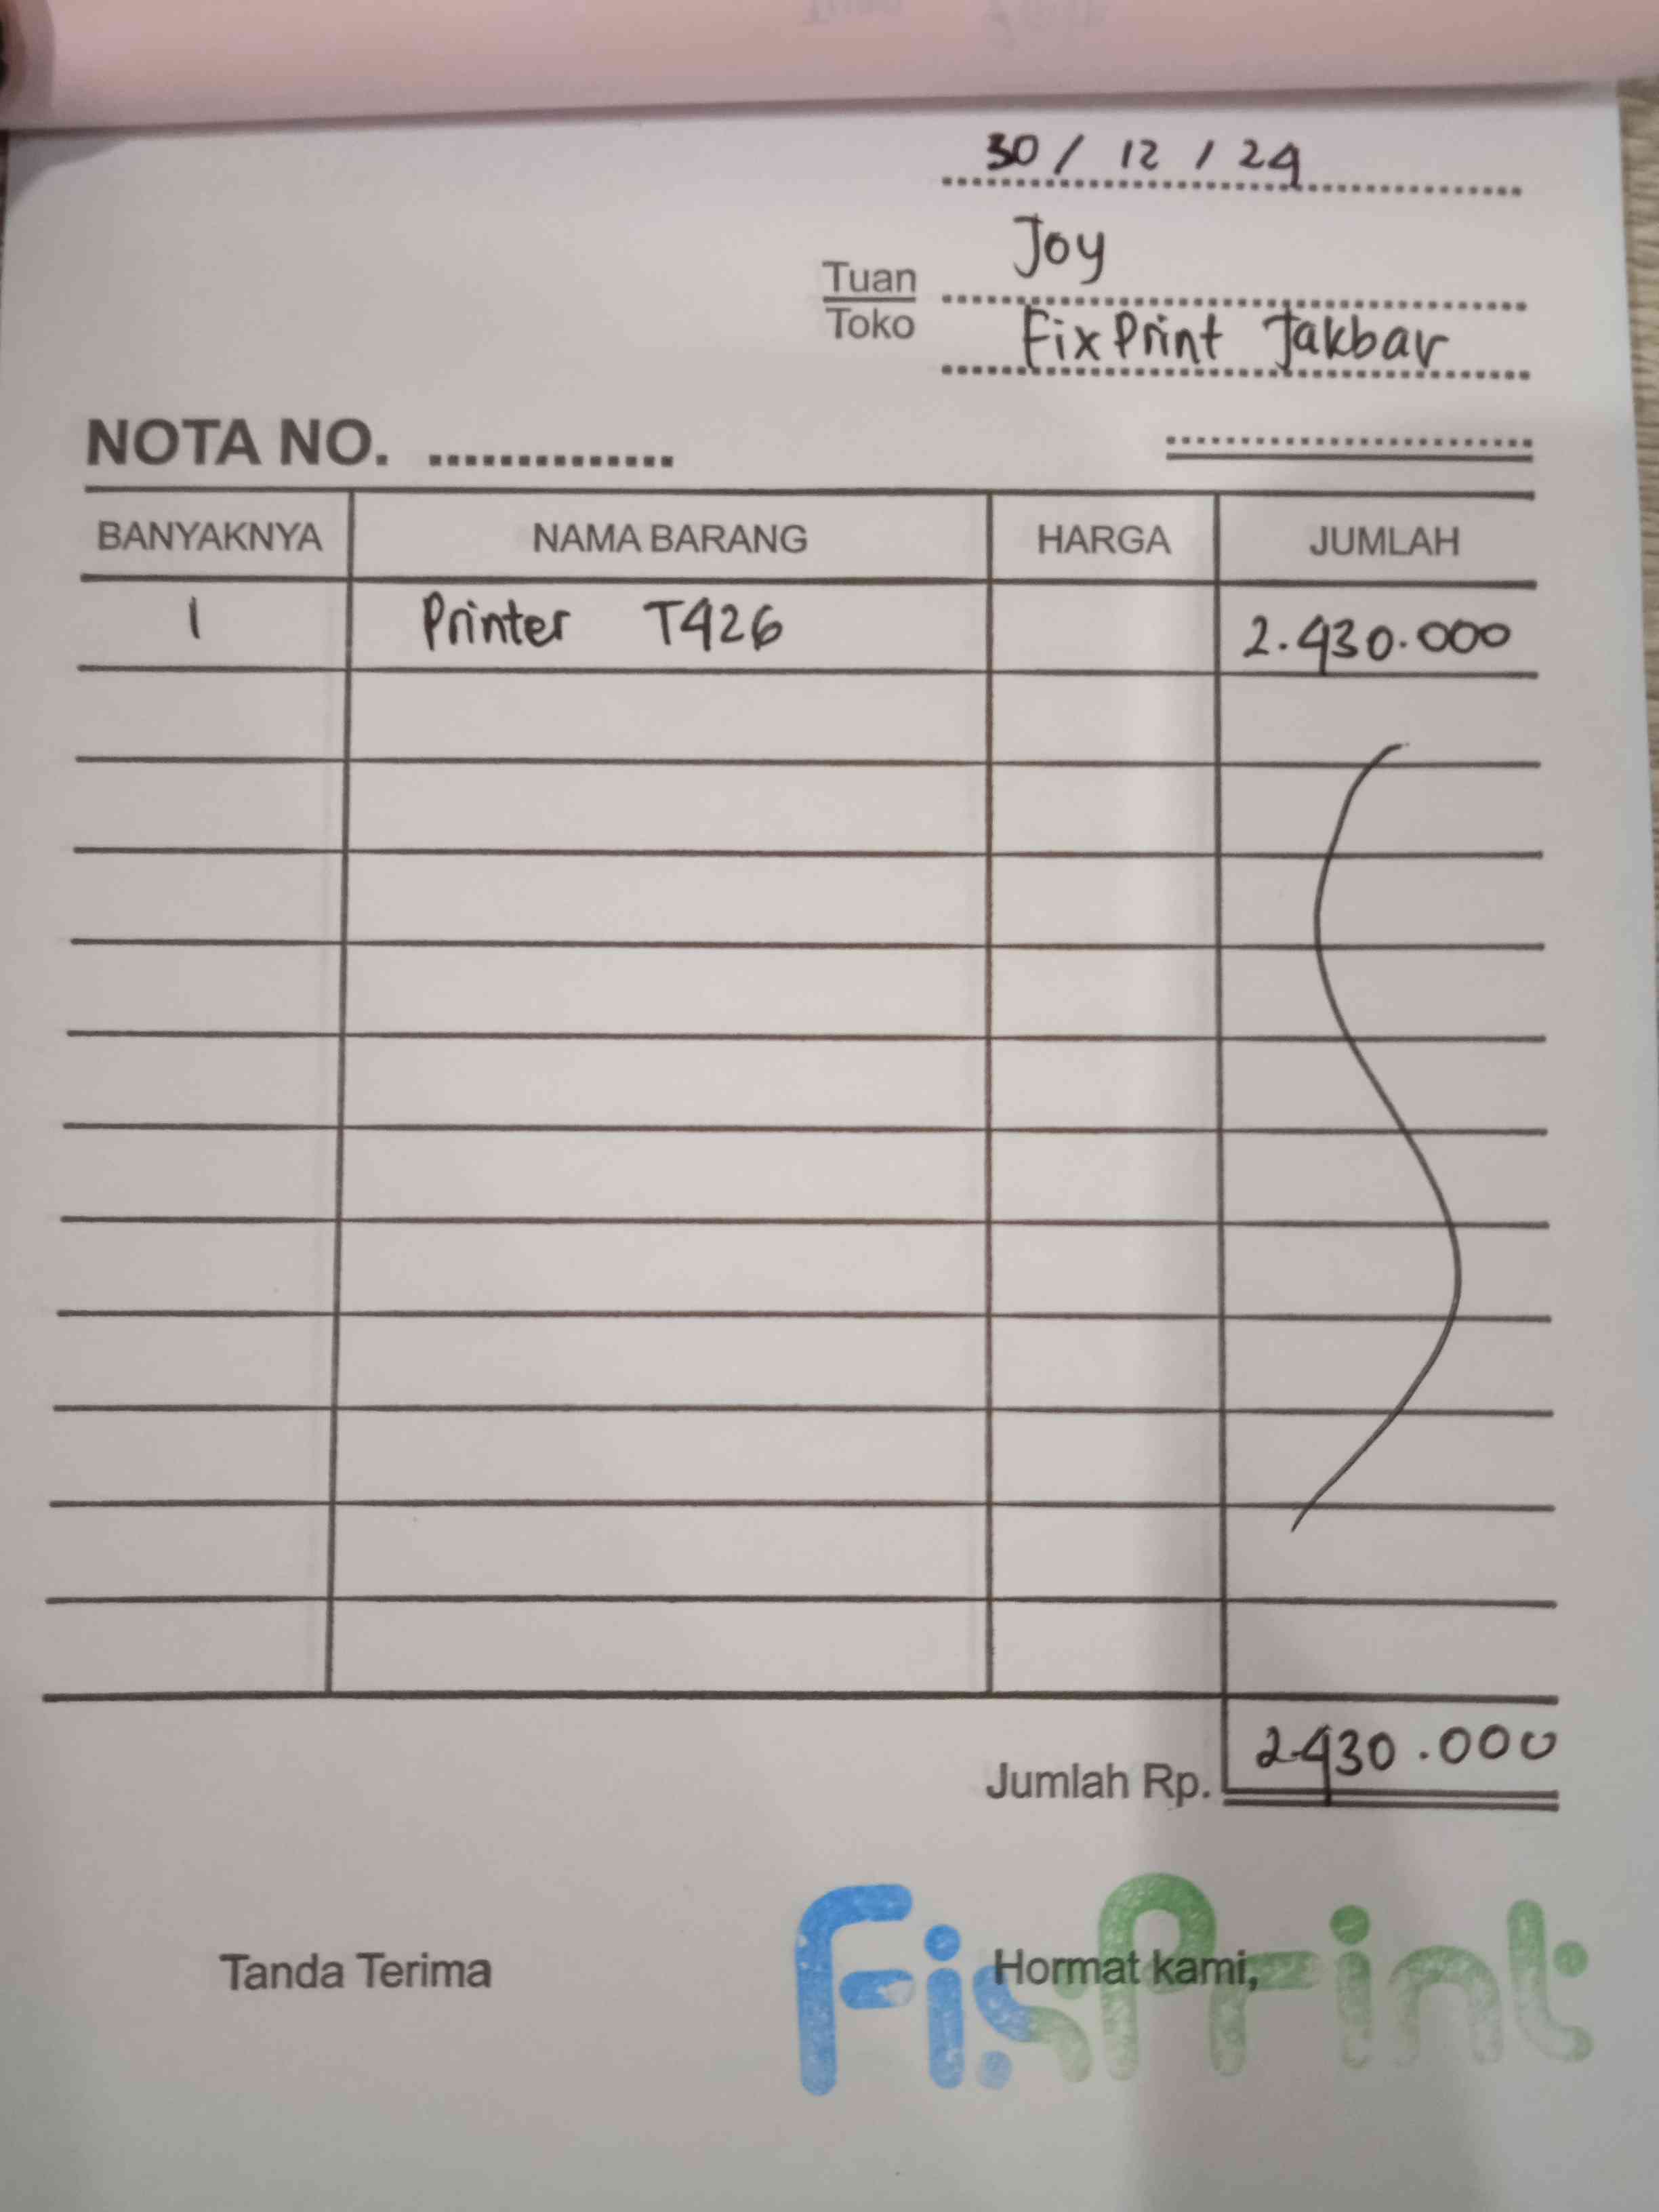 30 / 12 / 24
Joy
Tuan
Toko
FixPrint Jakbar
NOTA NO. ..............
BANYAKNYA NAMA BARANG HARGA JUMLAH
1 Printer T426 2.430.000
Jumlah Rp. 2.430.000
Tanda Terima Hormat kami,
FixPrint